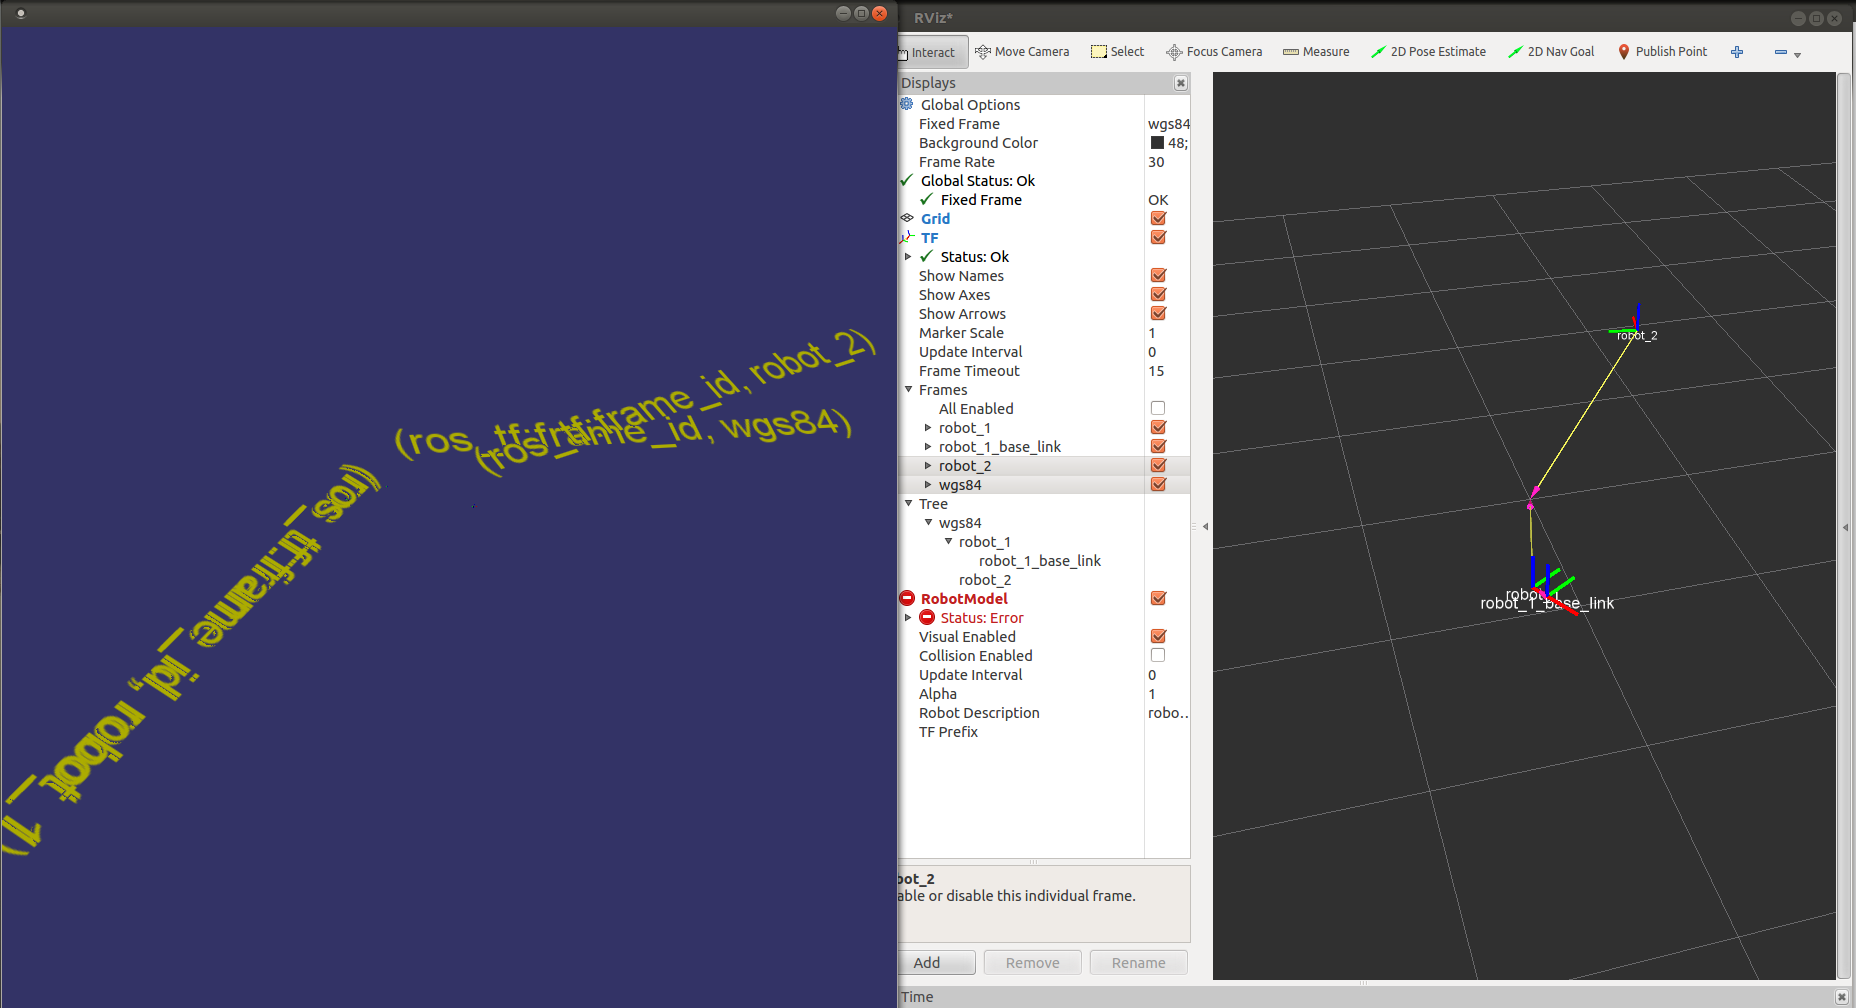 (ros_tf:frame_id, robot_2)
(ros_tf:frame_id, wgs84)
RViz*
Interact
Move Camera
Select
Focus Camera
Measure
2D Pose Estimate
2D Nav Goal
Publish Point
Displays
Global Options
Fixed Frame wgs84
Background Color 48;
Frame Rate 30
Global Status: Ok
Fixed Frame OK
Grid
TF
Status: Ok
Show Names
Show Axes
Show Arrows
Marker Scale 1
Update Interval 0
Frame Timeout 15
Frames
All Enabled
robot_1
robot_1_base_link
robot_2
wgs84
Tree
wgs84
robot_1
robot_1_base_link
robot_2
RobotModel
Status: Error
Visual Enabled
Collision Enabled
Update Interval 0
Alpha 1
Robot Description robo...
TF Prefix
bot_2
able or disable this individual frame.
Add
Remove
Rename
Time
robot_2
robot_1_base_link